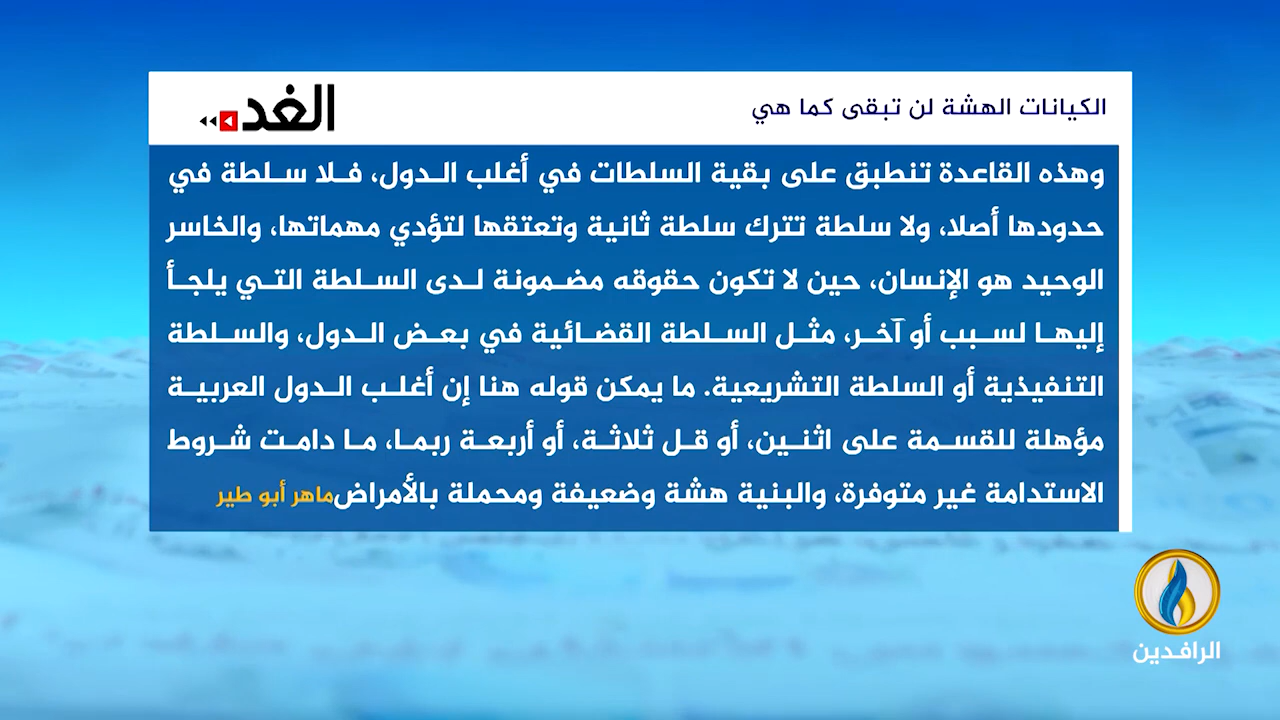 الكيانات الهشة لن تبقى كما هي
الغد
وهذه القاعدة تنطبق على بقية السلطات في أغلب الدول، فلا سلطة في
حدودها أصلا، ولا سلطة تترك سلطة ثانية وتعتقها لتؤدي مهماتها، والخاسر
الوحيد هو الإنسان، حين لا تكون حقوقه مضمونة لدى السلطة التي يلجأ
إليها لسبب أو آخر، مثل السلطة القضائية في بعض الدول، والسلطة
التنفيذية أو السلطة التشريعية. ما يمكن قوله هنا إن أغلب الدول العربية
مؤهلة للقسمة على اثنين، أو قل ثلاثة، أو أربعة ربما، ما دامت شروط
الاستدامة غير متوفرة، والبنية هشة وضعيفة ومحملة بالأمراض ماهر أبو طير
الرافدين